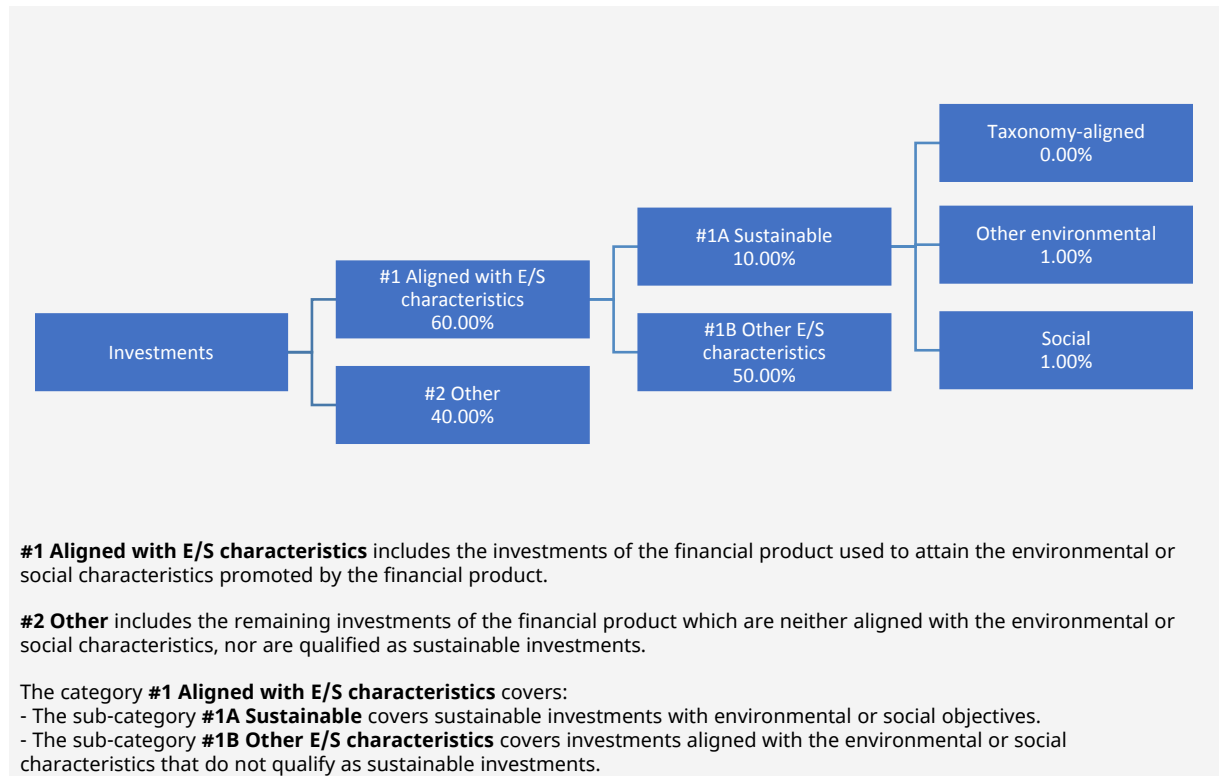 Taxonomy-aligned
0.00%
#1A Sustainable
10.00%
Other environmental
1.00%
#1 Aligned with E/S
characteristics
60.00%
Investments
#1B Other E/S
characteristics
50.00%
Social
1.00%
#2 Other
40.00%
#1 Aligned with E/S characteristics includes the investments of the financial product used to attain the environmental or
social characteristics promoted by the financial product.
#2 Other includes the remaining investments of the financial product which are neither aligned with the environmental or
social characteristics, nor are qualified as sustainable investments.
The category #1 Aligned with E/S characteristics covers:
- The sub-category #1A Sustainable covers sustainable investments with environmental or social objectives.
- The sub-category #1B Other E/S characteristics covers investments aligned with the environmental or social
characteristics that do not qualify as sustainable investments.